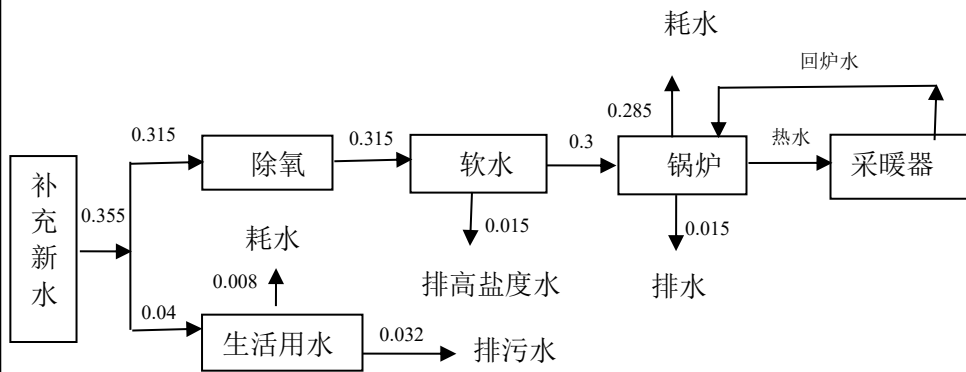 耗水
回炉水
0.285
0.315
0.315
0.3
热水
除氧
软水
锅炉
采暖器
补充新水
0.355
0.015
0.015
耗水
0.008
排高盐度水
排水
0.04
生活用水
0.032
排污水